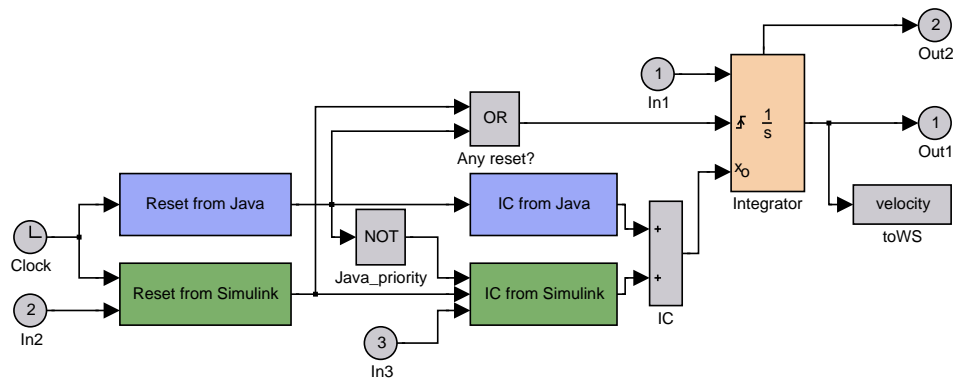 2
Out2
1
In1
OR
Any reset?
1
s
xo
Integrator
1
Out1
velocity
toWS
Reset from Java
IC from Java
NOT
Java_priority
Clock
+
+
IC
Reset from Simulink
IC from Simulink
2
In2
3
In3